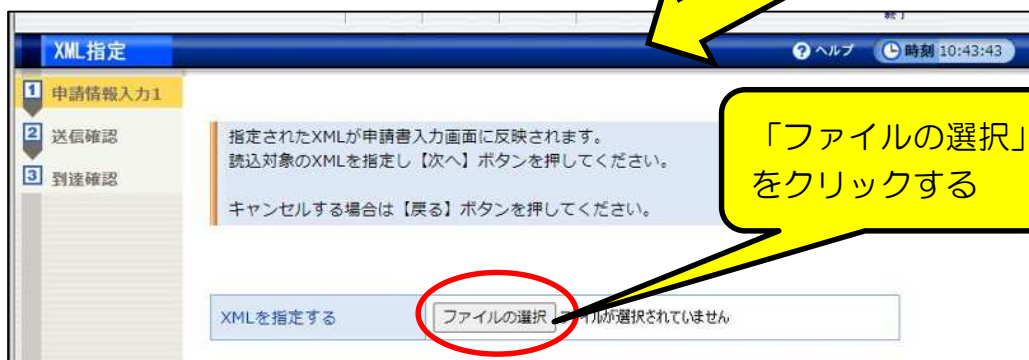 終了
XML指定
ヘルプ
時刻 10:43:43
1 申請情報入力1
2 送信確認
3 到達確認
指定されたXMLが申請書入力画面に反映されます。
読込対象のXMLを指定し【次へ】ボタンを押してください。
キャンセルする場合は【戻る】ボタンを押してください。
「ファイルの選択」
をクリックする
XMLを指定する
ファイルの選択
イルが選択されていません